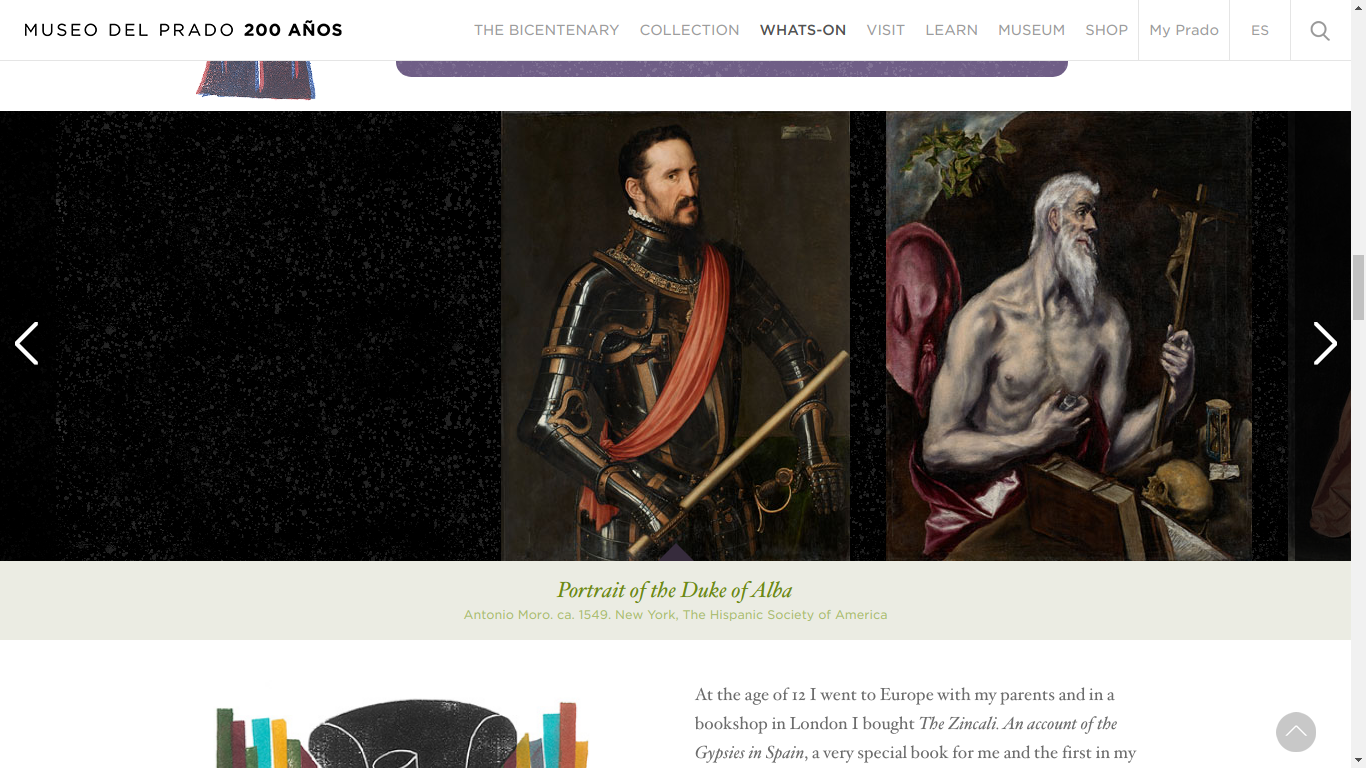 MUSEO DEL PRADO 200 AÑOS
THE BICENTENARY COLLECTION WHATS-ON VISIT LEARN MUSEUM SHOP My Prado ES
Portrait of the Duke of Alba
Antonio Moro. ca. 1549. New York, The Hispanic Society of America
At the age of 12 I went to Europe with my parents and in a
bookshop in London I bought The Zincali. An account of the
Gypsies in Spain, a very special book for me and the first in my